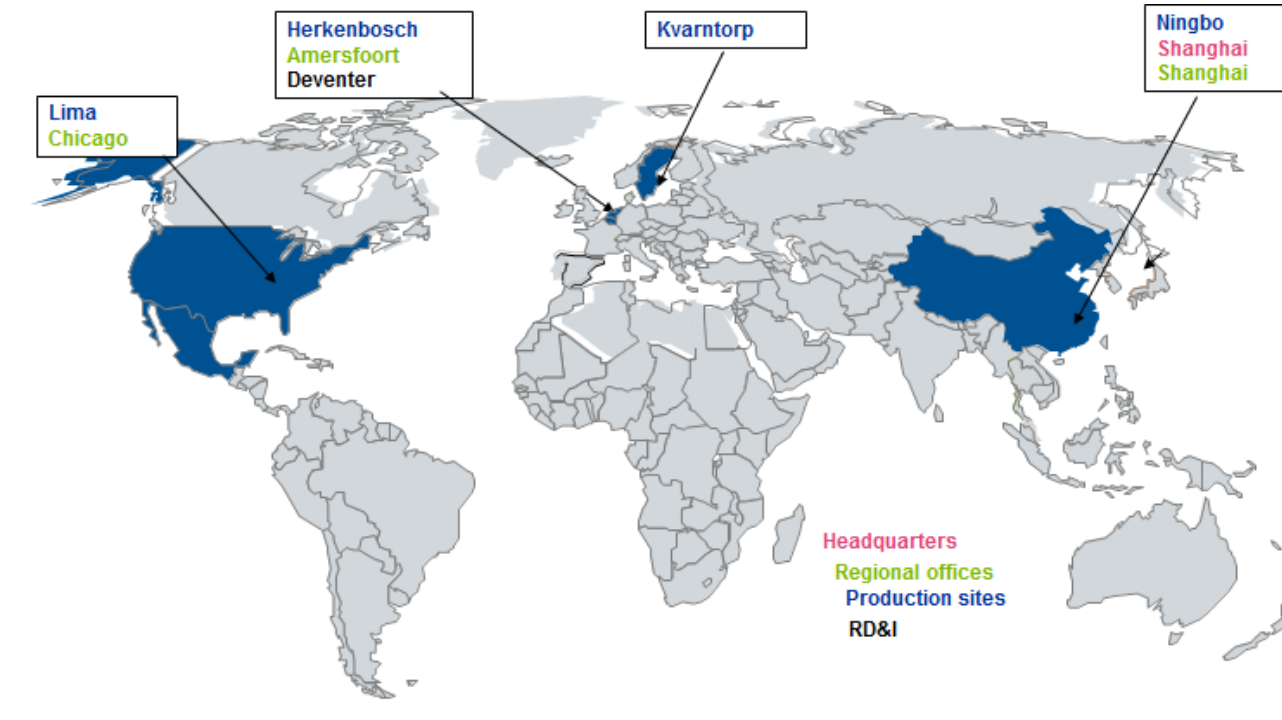 Herkenbosch
Amersfoort
Deventer
Kvarntorp
Ningbo
Shanghai
Shanghai
Lima
Chicago
Headquarters
Regional offices
Production sites
RD&I